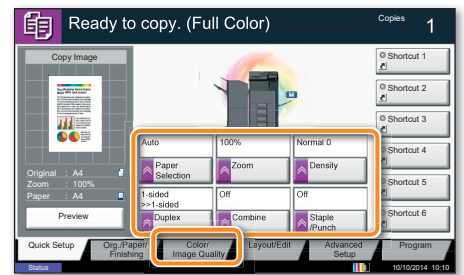 Ready to copy. (Full Color)
Copies
1
Copy Image
Original : A4
Zoom : 100%
Paper : A4
Preview
M
Auto
100%
Normal 0
Paper
Selection
Zoom
Density
1-sided
>>1-sided
Off
Off
Duplex
Combine
Staple
/Punch
Shortcut 1
Shortcut 2
Shortcut 3
Shortcut 4
Shortcut 5
Shortcut 6
Quick Setup
Org./Paper/
Finishing
Color/
Image Quality
Layout/Edit
Advanced
Setup
Program
Status
10/10/2014 10:10